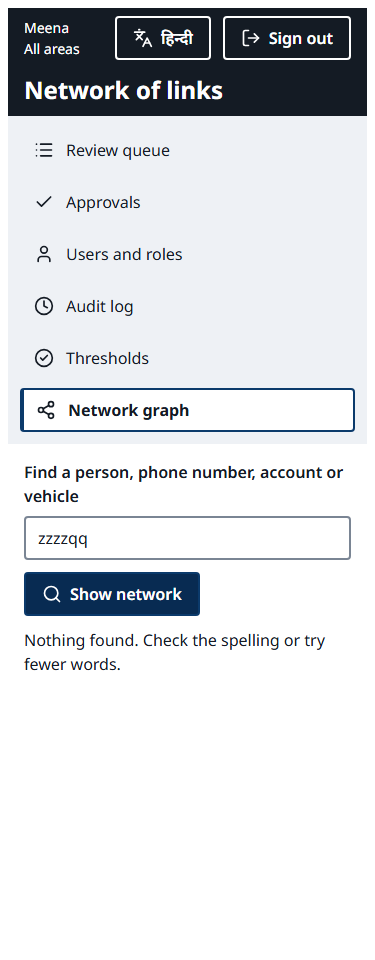 Meena
All areas
हिन्दी
Sign out
Network of links
Review queue
Approvals
Users and roles
Audit log
Thresholds
Network graph
Find a person, phone number, account or
vehicle
zzzzqq
Show network
Nothing found. Check the spelling or try
fewer words.